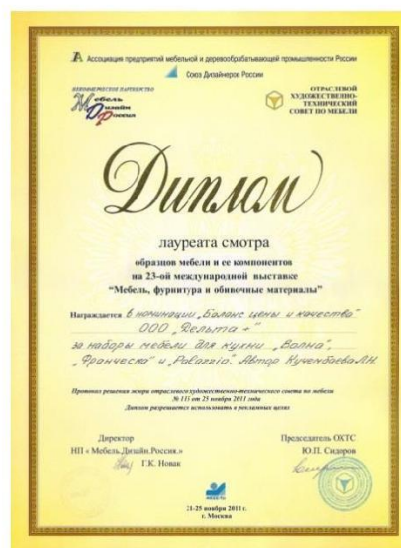 Ассоциация предприятий мебельной и деревообрабатывающей промышленности России
Союз Дизайнеров России
НЕКОММЕРЧЕСКОЕ ПАРТНЕРСТВО
Мебель
Дизайн
Россия
ОТРАСЛЕВОЙ
ХУДОЖЕСТВЕННО-
ТЕХНИЧЕСКИЙ
СОВЕТ ПО МЕБЕЛИ
Диплом
лауреата смотра
образцов мебели и ее компонентов
на 23-ой международной выставке
“Мебель, фурнитура и обивочные материалы”
Награждается в номинации „Баланс цены и качества"
ООО „Дельта +"
за наборы мебели для кухни „Волна",
„Франческа" и „Palazzio". Автор Кучембаева Л.Н.
Протокол решения жюри отраслевого художественно-технического совета по мебели
№ 113 от 25 ноября 2011 года
Диплом разрешается использовать в рекламных целях
Директор
НП « Мебель.Дизайн.Россия.»
Г.К. Новак
Председатель ОХТС
Ю.П. Сидоров
21-25 ноября 2011 г.
г. Москва